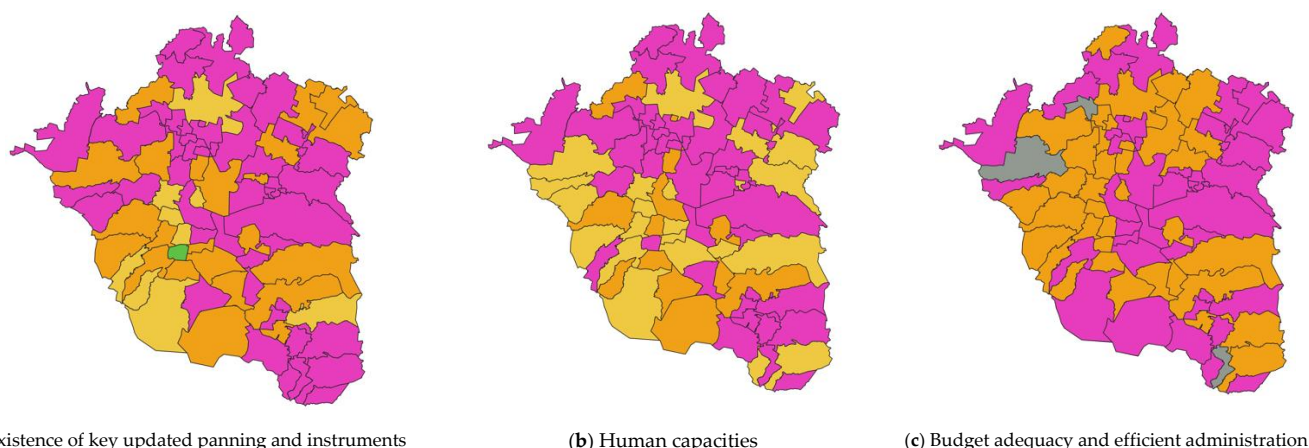 xistence of key updated panning and instruments
(b) Human capacities
(c) Budget adequacy and efficient administration